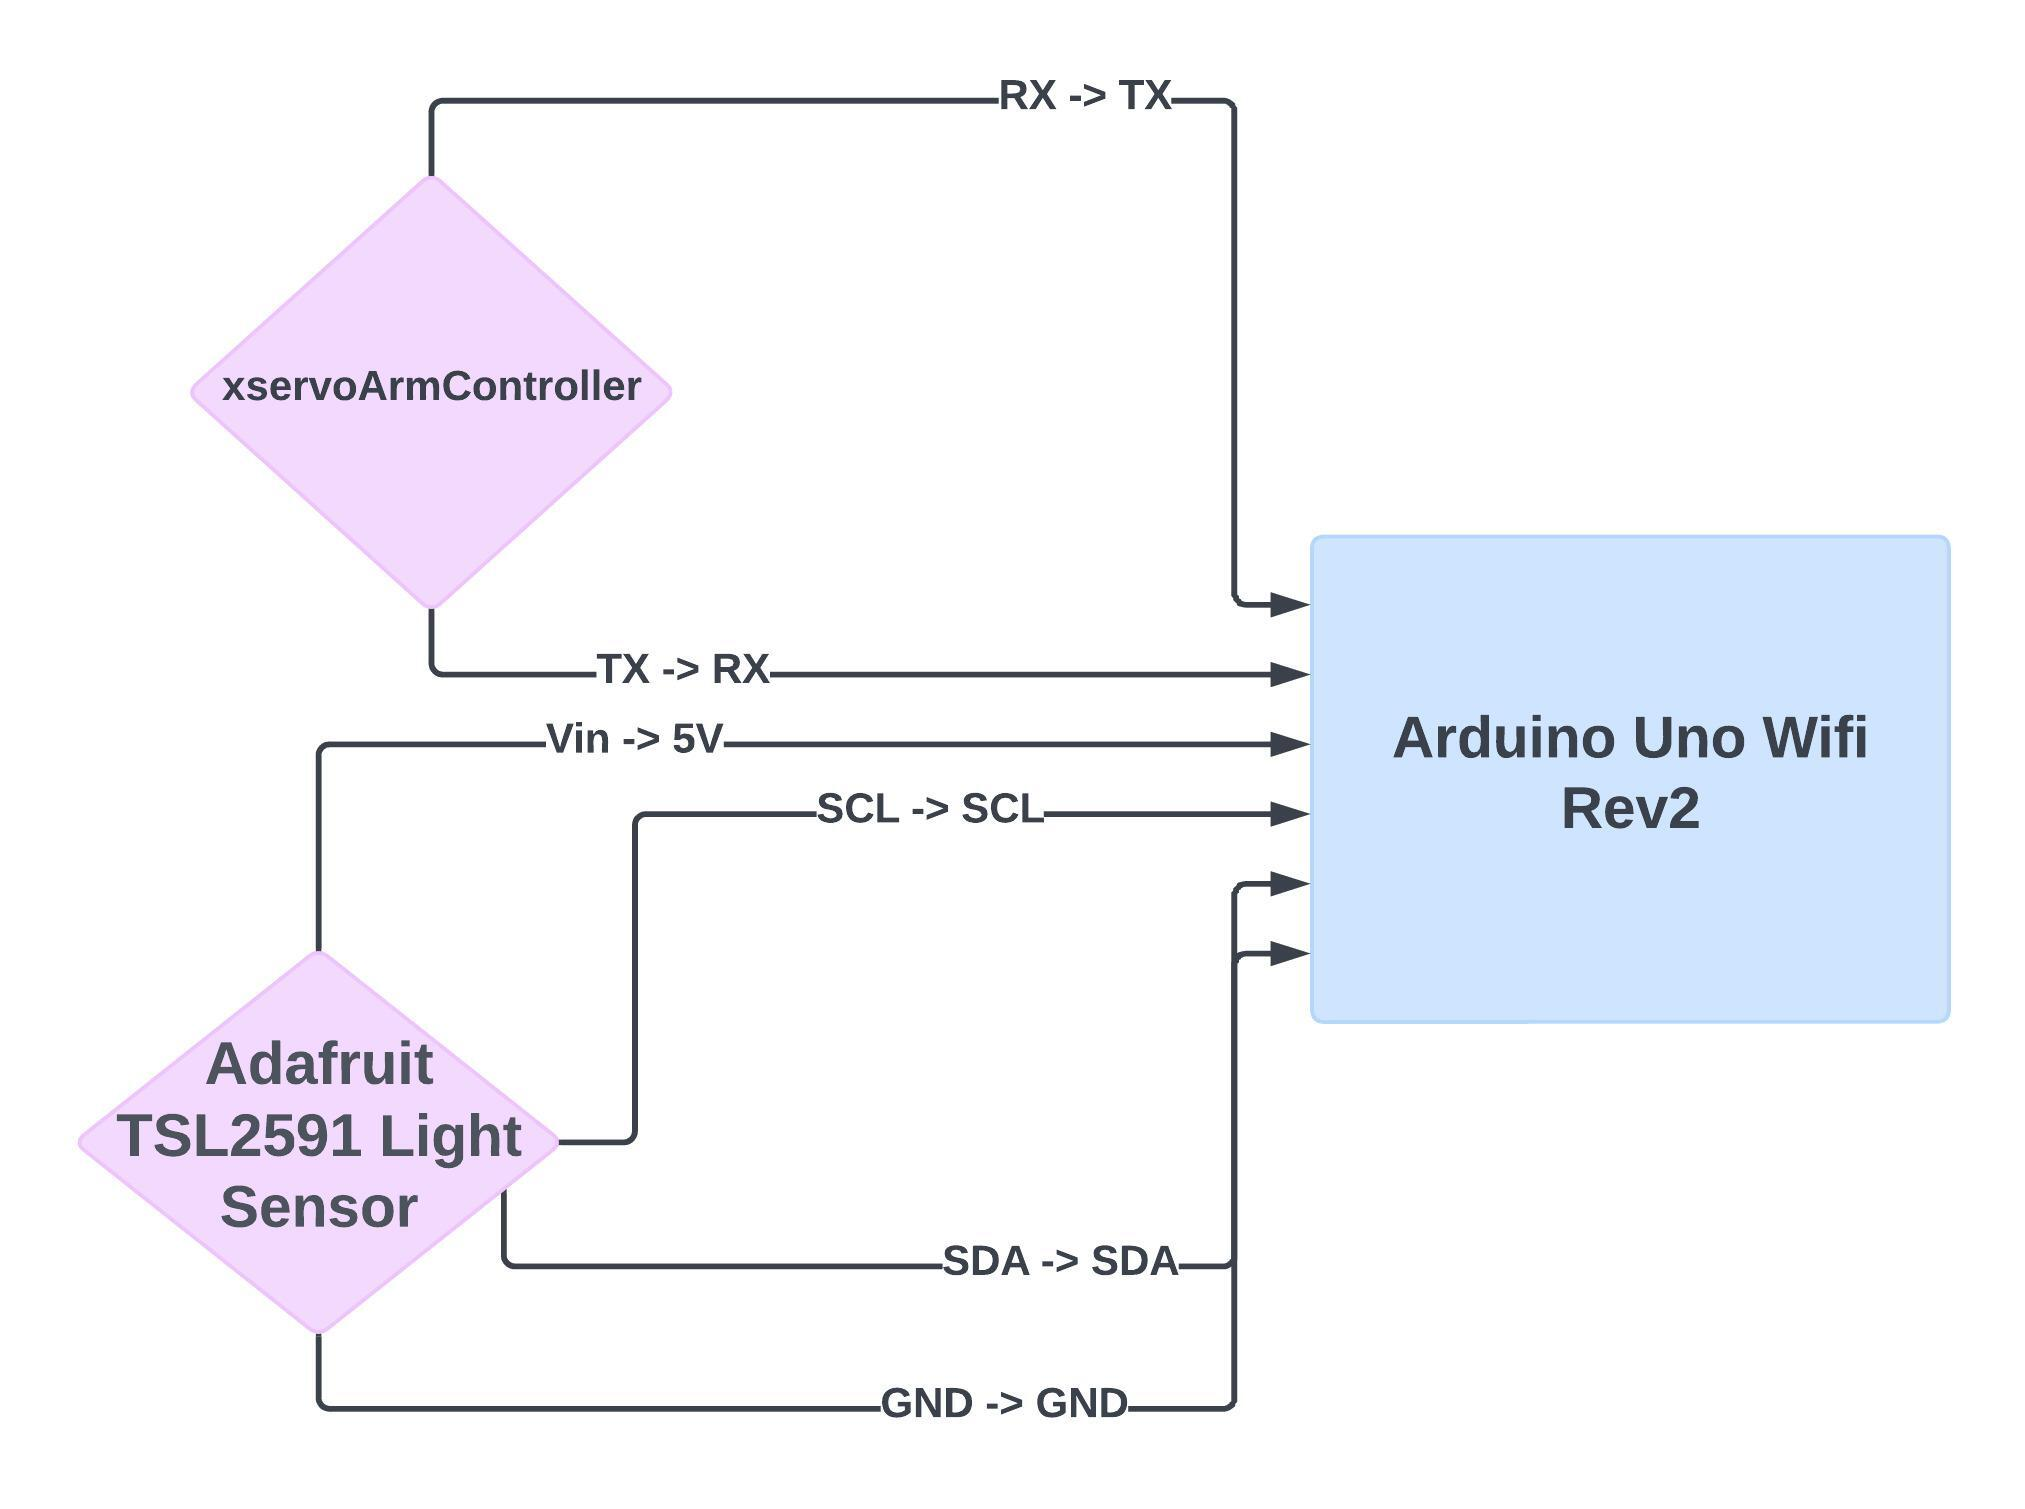 RX -> TX
xservoArmController
TX -> RX
Vin -> 5V
Arduino Uno Wifi
Rev2
SCL -> SCL
Adafruit
TSL2591 Light
Sensor
SDA -> SDA
GND -> GND